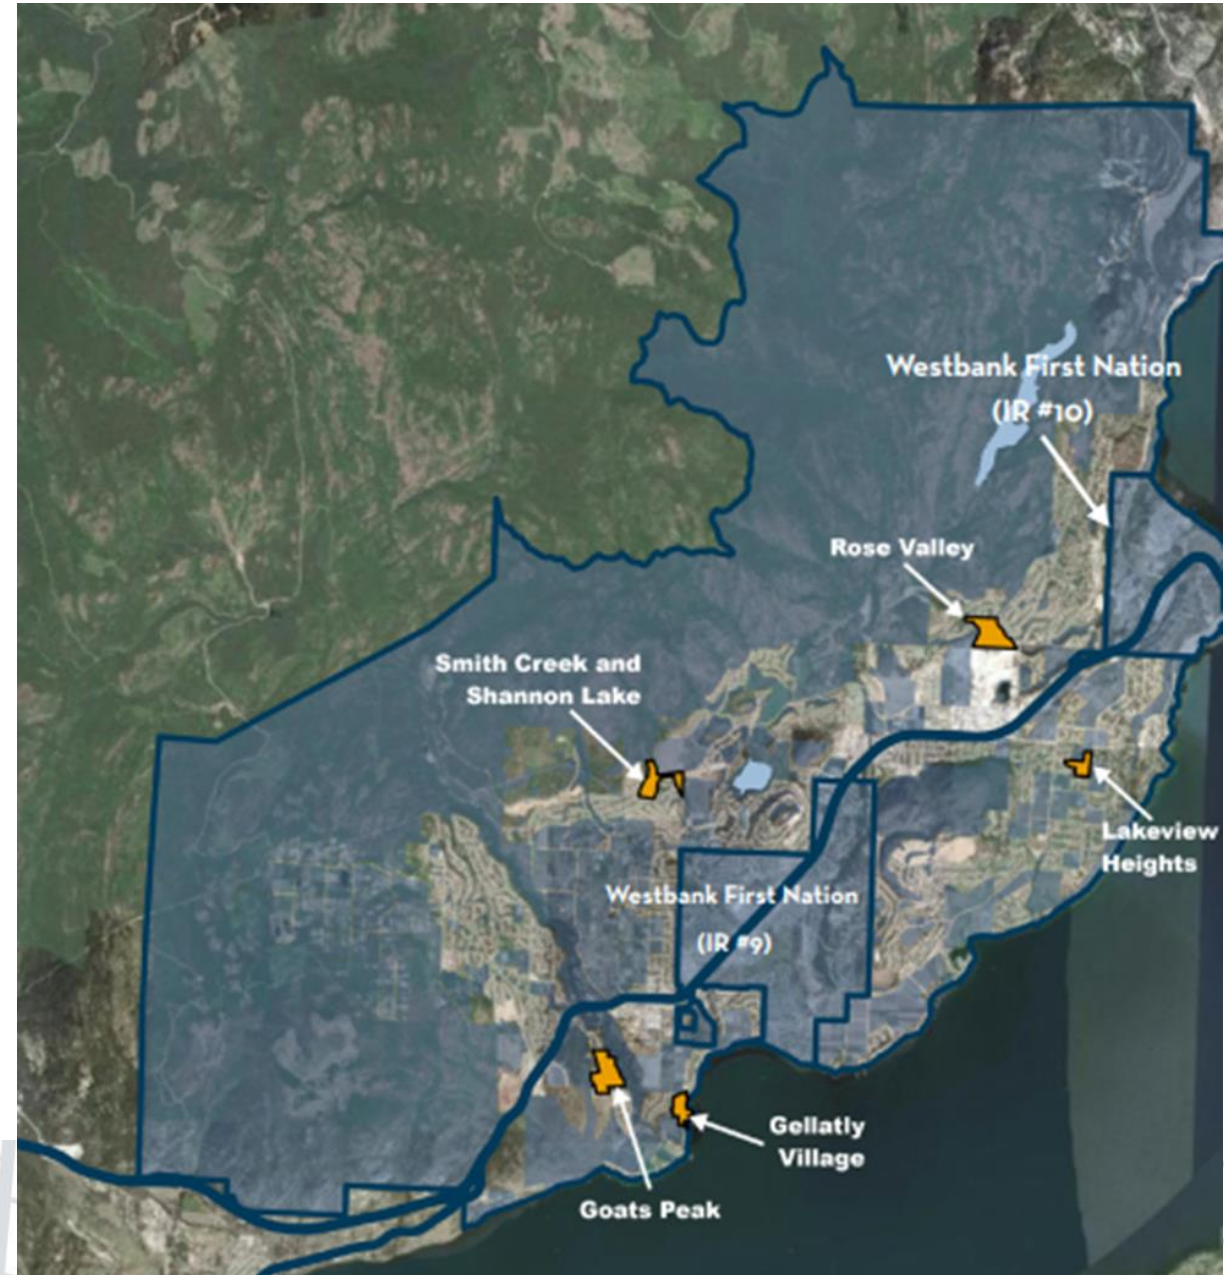 Westbank First Nation
(IR #10)
Rose Valley
Smith Creek and
Shannon Lake
Lakeview
Heights
Westbank First Nation
(IR #9)
Gellatly
Village
Goats Peak